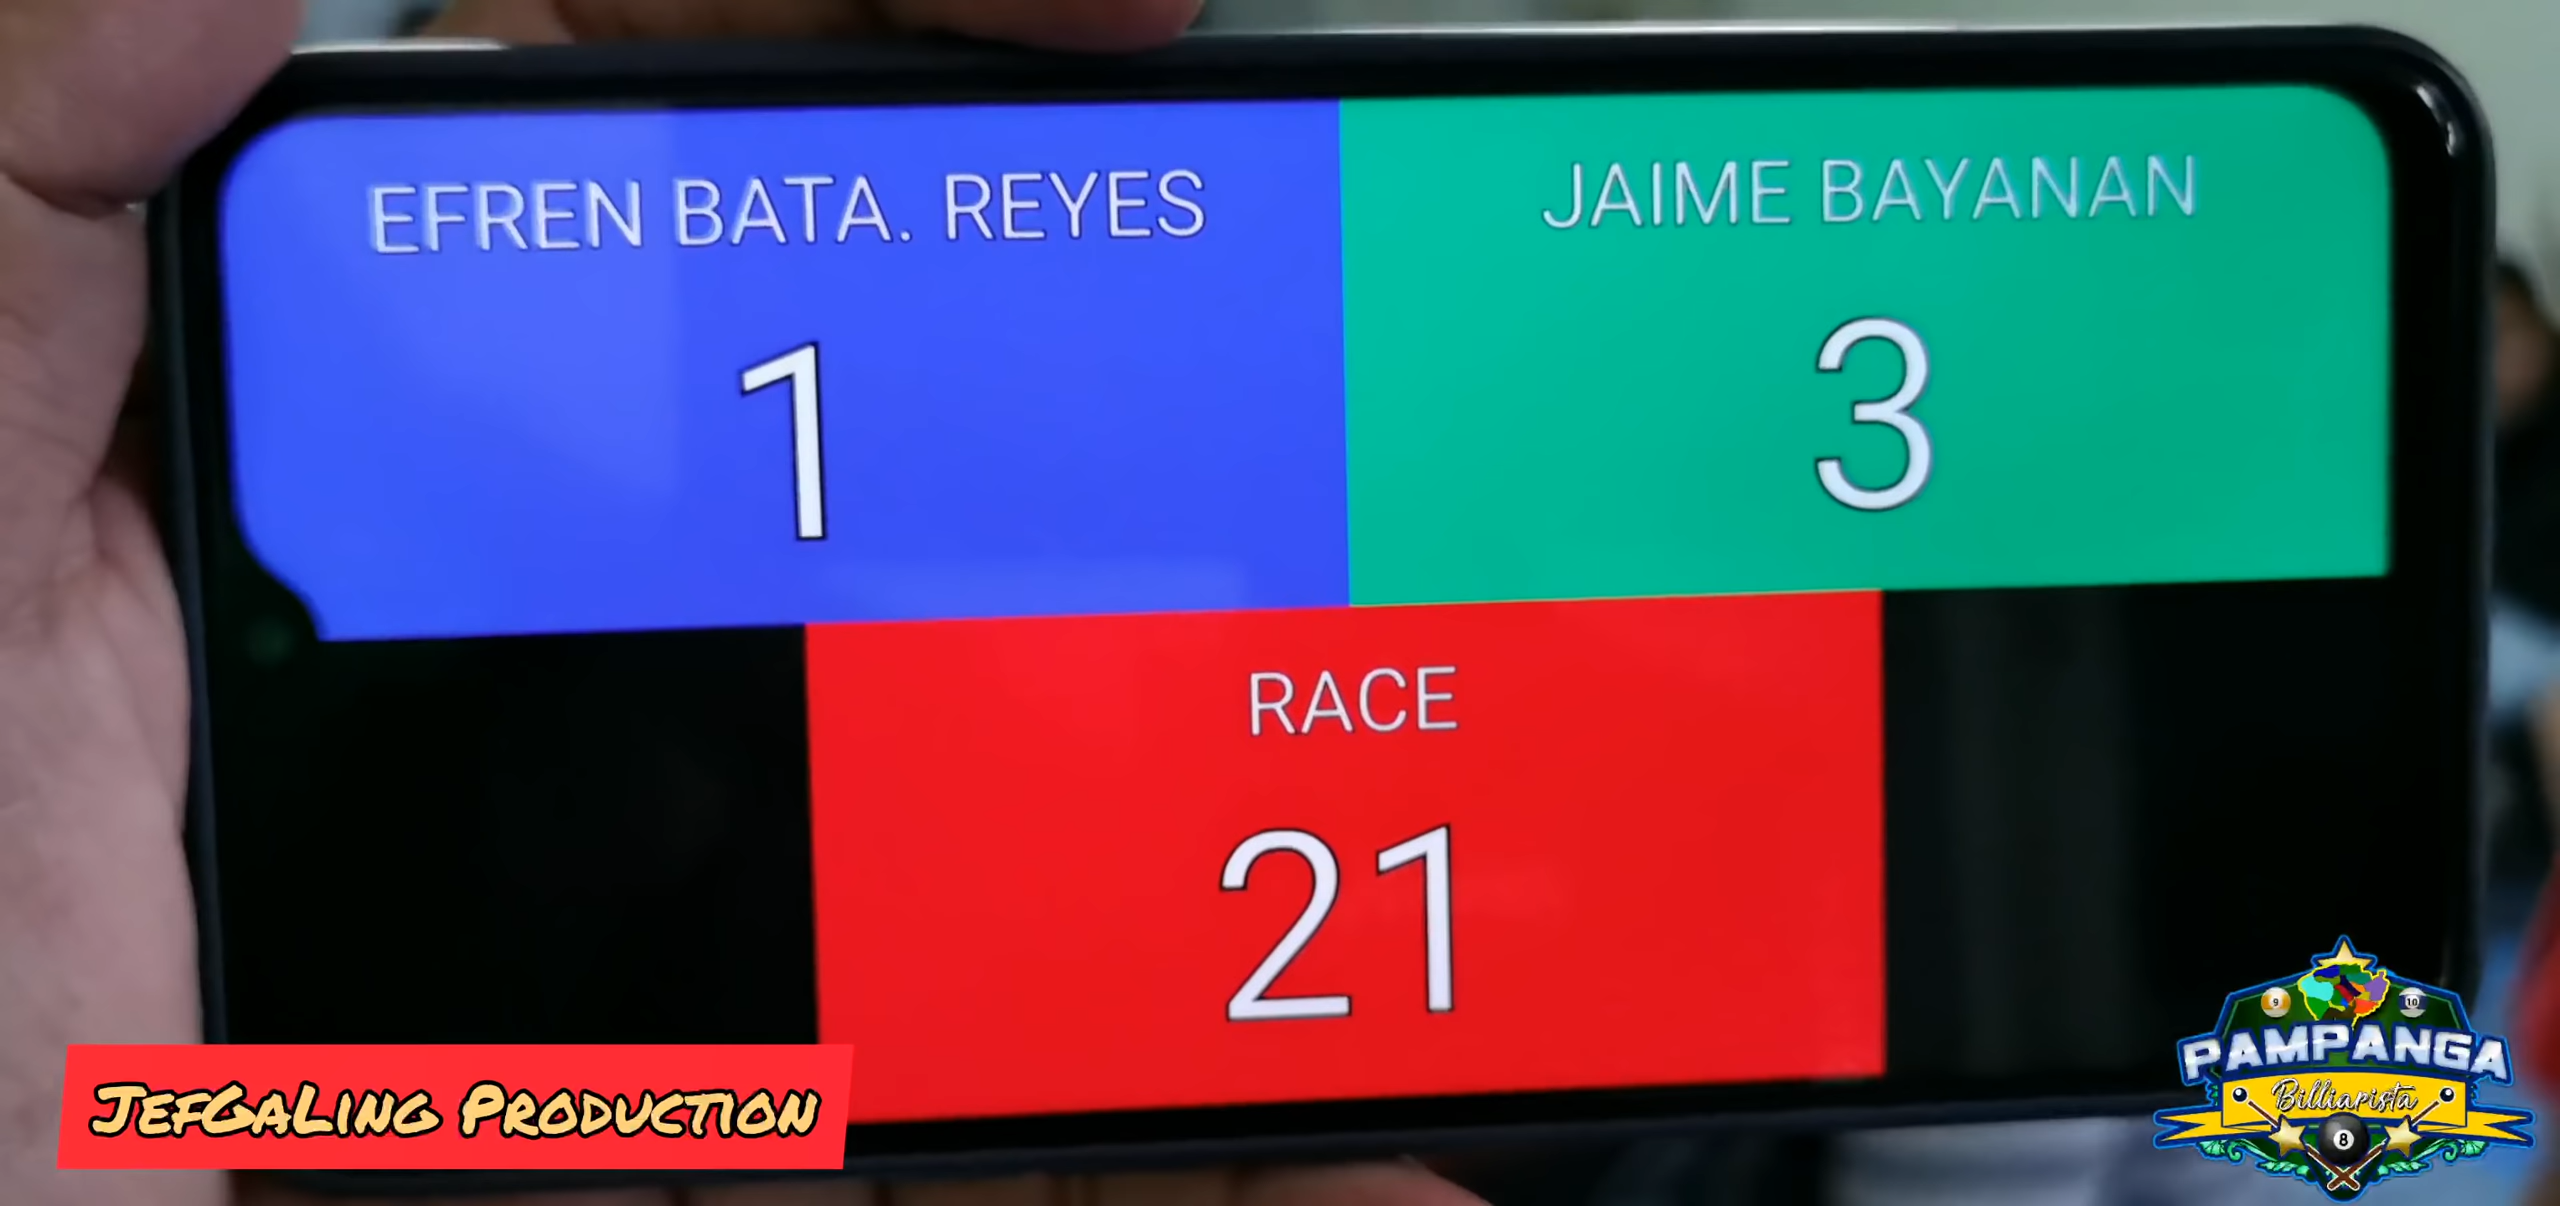 EFREN BATA. REYES
1
JAIME BAYANAN
3
RACE
21
JEFGALING PRODUCTION
9
10
PAMPANGA
Billiarista
8